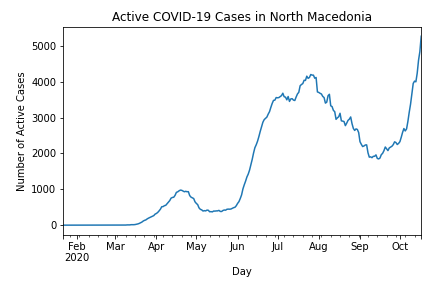 Active COVID-19 Cases in North Macedonia
Number of Active Cases
5000
4000
3000
2000
1000
0
Feb Mar Apr May Jun Jul Aug Sep Oct
2020
Day